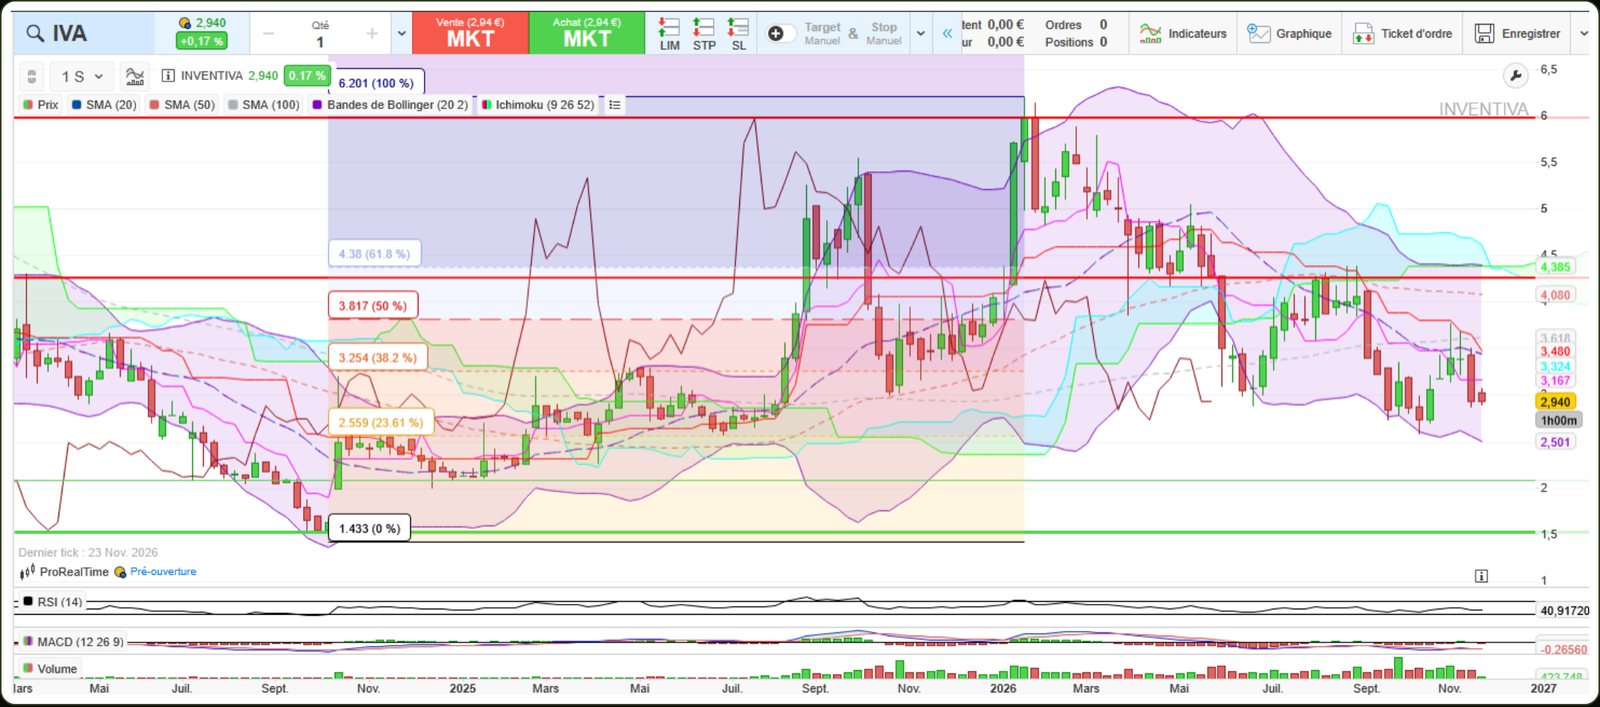 IVA
2,940
+0,17 %
Qté
1
Vente (2,94 €)
MKT
Achat (2,94 €)
MKT
LIM STP SL
Target
Manuel
&
Stop
Manuel
tent 0,00 €
ur 0,00 €
Ordres 0
Positions 0
Indicateurs
Graphique
Ticket d'ordre
Enregistrer
1 S
INVENTIVA 2,940 0.17 %
Prix SMA (20) SMA (50) SMA (100) Bandes de Bollinger (20 2) Ichimoku (9 26 52)
INVENTIVA
6.201 (100 %)
4.38 (61.8 %)
3.817 (50 %)
3.254 (38.2 %)
2.559 (23.61 %)
1.433 (0 %)
6,5
6
5,5
5
4,5
4,385
4,080
3,618
3,480
3,324
3,167
2,940
1h00m
2,501
2
1,5
1
Dernier tick : 23 Nov. 2026
ProRealTime Pré-ouverture
RSI (14)
40,91720
MACD (12 26 9)
-0.26560
Volume
423,748
lars Mai Juil. Sept. Nov. 2025 Mars Mai Juil. Sept. Nov. 2026 Mars Mai Juil. Sept. Nov. 2027